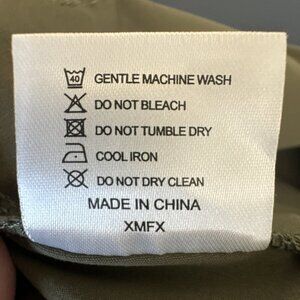 40 GENTLE MACHINE WASH
DO NOT BLEACH
DO NOT TUMBLE DRY
COOL IRON
DO NOT DRY CLEAN
MADE IN CHINA
XMFX